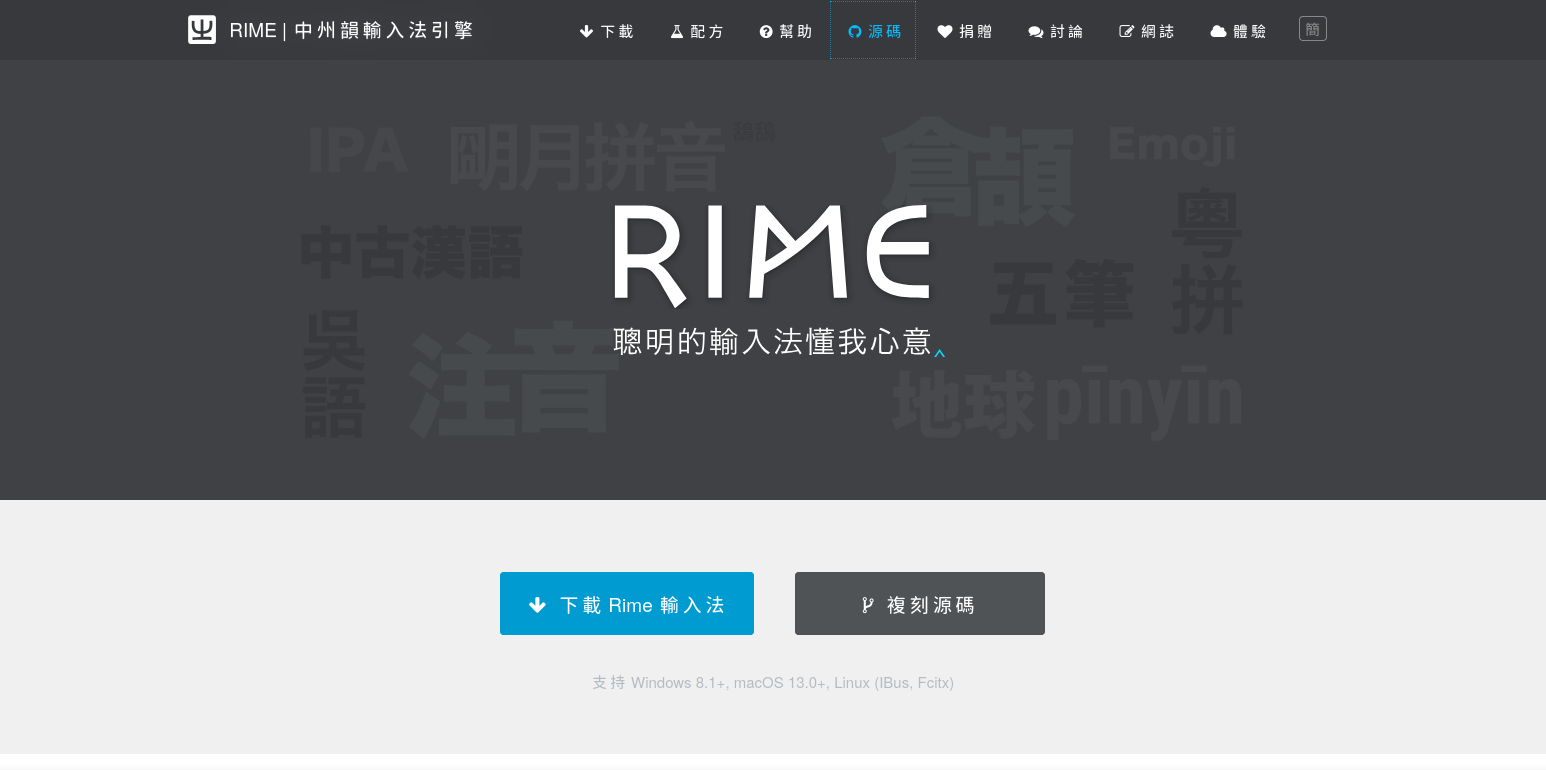 RIME | 中州韻輸入法引擎
下載
配方
幫助
源碼
捐贈
討論
網誌
體驗
簡
IPA
朙月拼音
倉頡
Emoji
粵拼
中古漢語
RIME
五筆
吳語
注音
聰明的輸入法懂我心意‸
地球pīnyīn
下載 Rime 輸入法
複刻源碼
支持 Windows 8.1+, macOS 13.0+, Linux (IBus, Fcitx)